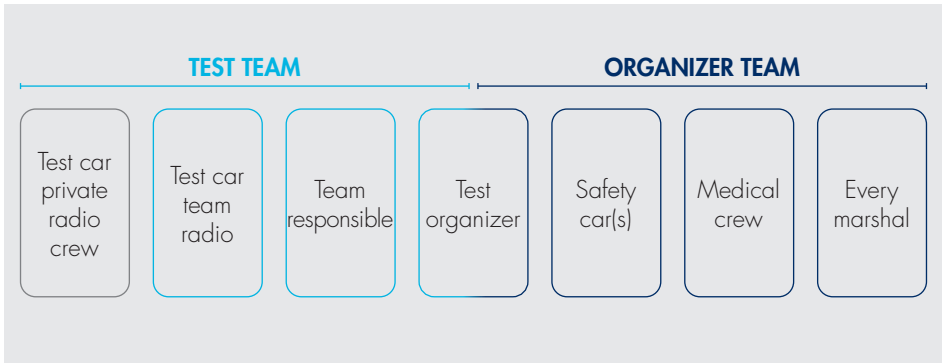 TEST TEAM
ORGANIZER TEAM
Test car
private
radio
crew
Test car
team
radio
Team
responsible
Test
organizer
Safety
car(s)
Medical
crew
Every
marshal